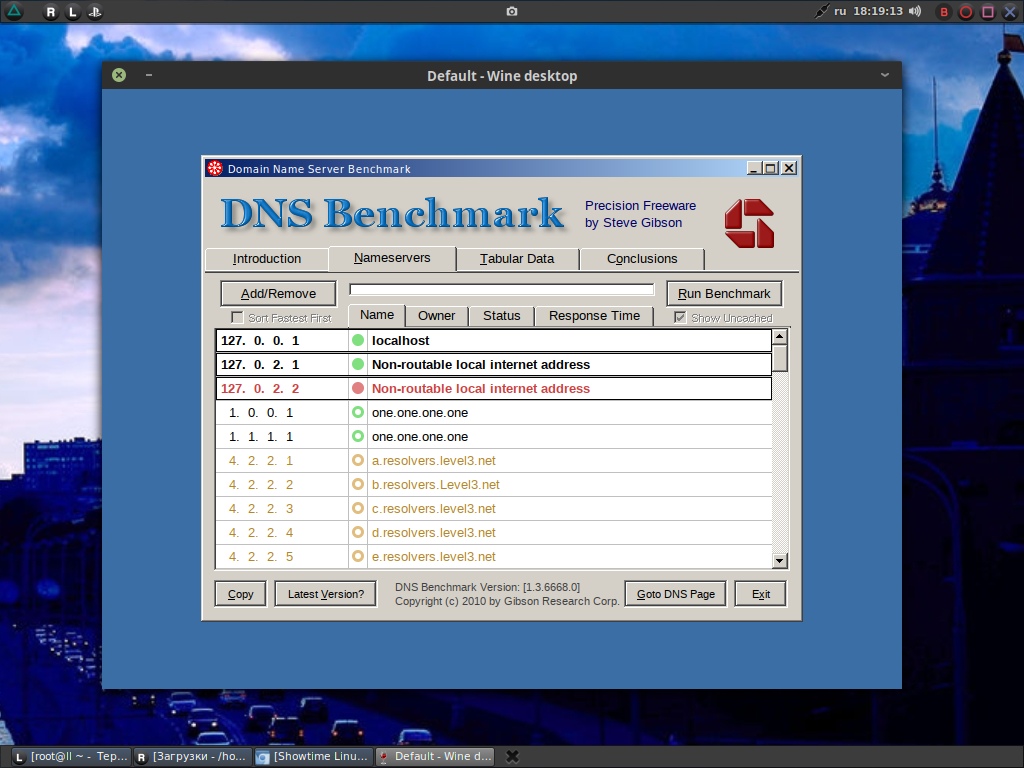 R L ru 18:19:13 B
Default - Wine desktop
Domain Name Server Benchmark
DNS Benchmark
Precision Freeware
by Steve Gibson
Introduction Nameservers Tabular Data Conclusions
Add/Remove Run Benchmark
Sort Fastest First Name Owner Status Response Time Show Uncached
127. 0. 0. 1 localhost
127. 0. 2. 1 Non-routable local internet address
127. 0. 2. 2 Non-routable local internet address
1. 0. 0. 1 one.one.one.one
1. 1. 1. 1 one.one.one.one
4. 2. 2. 1 a.resolvers.level3.net
4. 2. 2. 2 b.resolvers.Level3.net
4. 2. 2. 3 c.resolvers.level3.net
4. 2. 2. 4 d.resolvers.level3.net
4. 2. 2. 5 e.resolvers.level3.net
Copy Latest Version? DNS Benchmark Version: [1.3.6668.0]
Copyright (c) 2010 by Gibson Research Corp. Goto DNS Page Exit
L [root@ll ~ - Тер... R [Загрузки - /ho... [Showtime Linu... Default - Wine d...